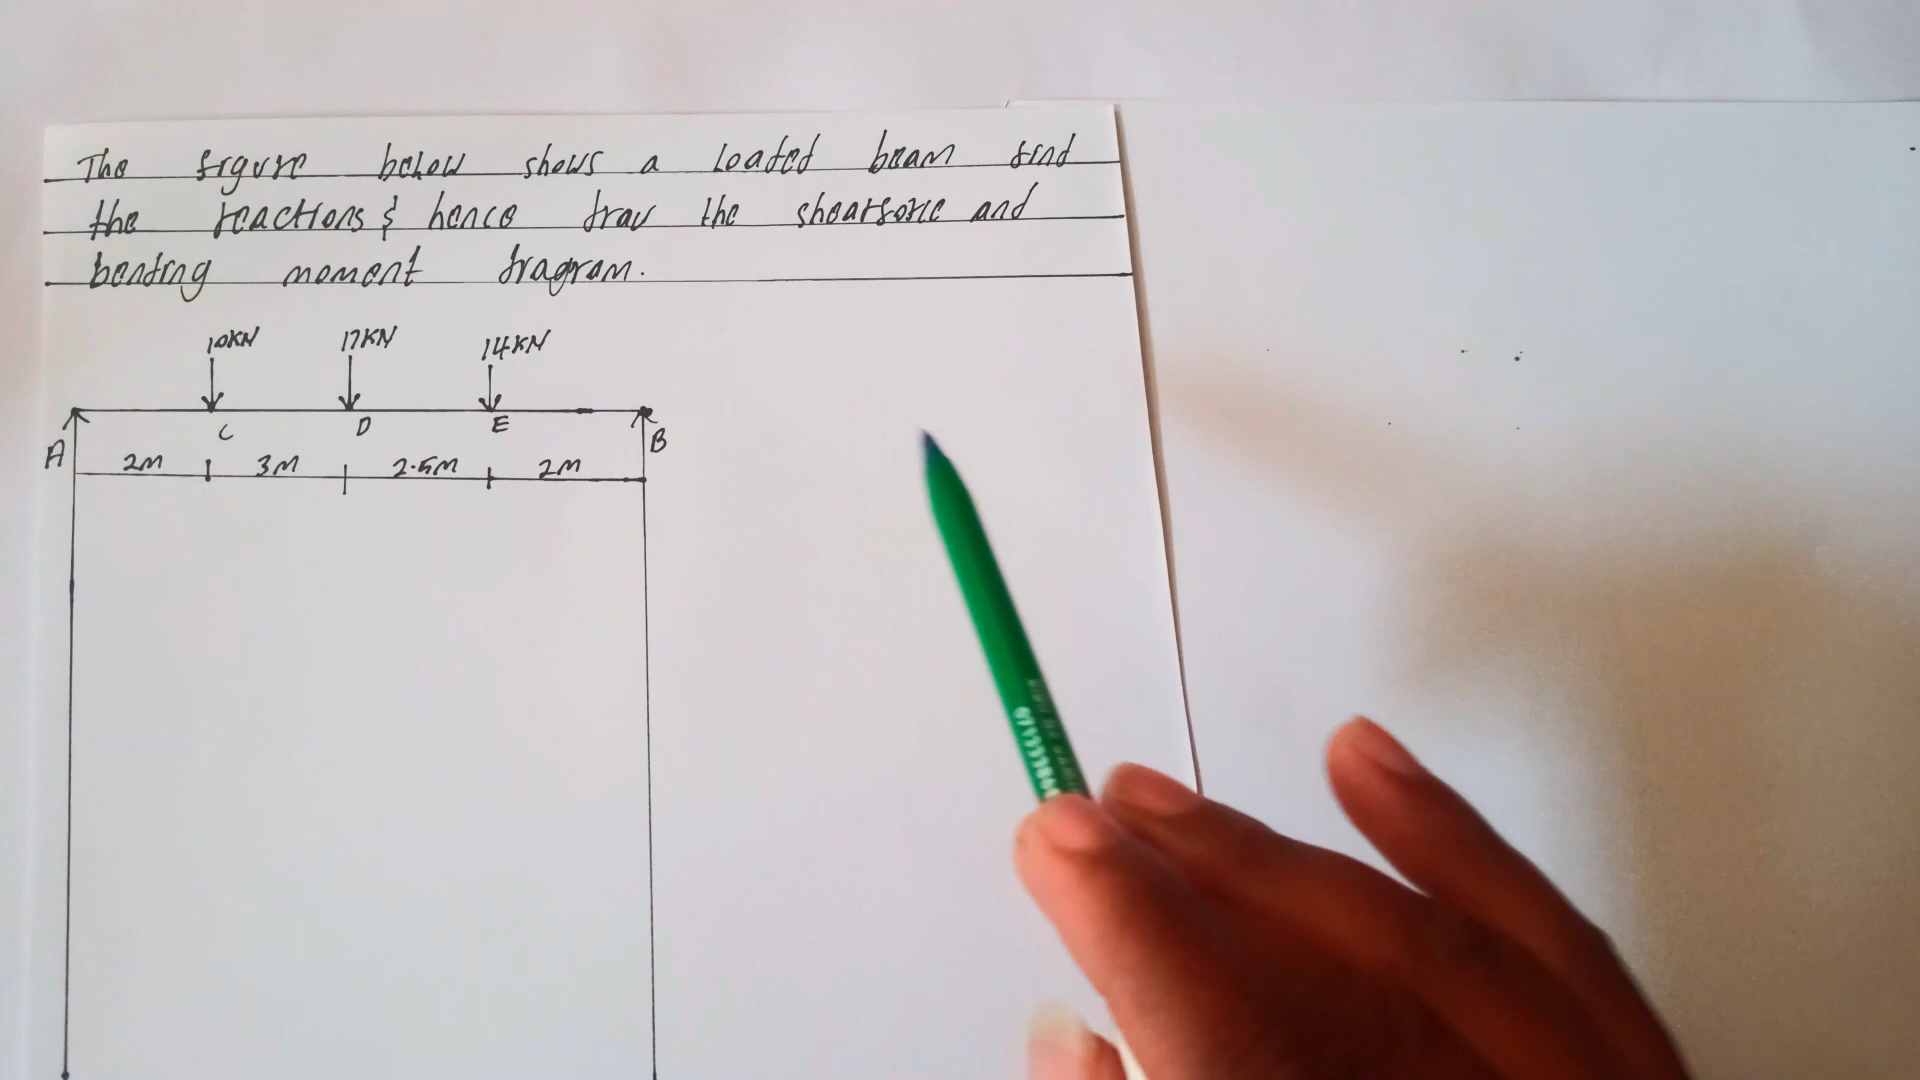 The figure below shows a loaded beam find
the reactions & hence draw the shearforce and
bending moment diagram.
10KN 17KN 14KN
A C D E B
2M 3M 2.5M 2M